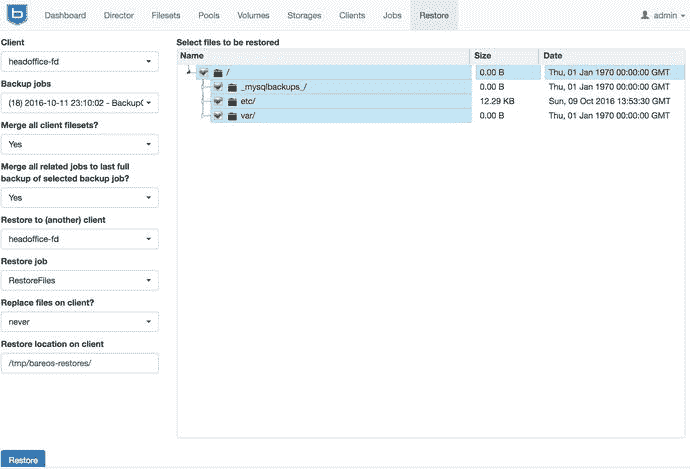 b Dashboard Director Filesets Pools Volumes Storages Clients Jobs Restore admin
Client
headoffice-fd
Backup jobs
(18) 2016-10-11 23:10:02 - Backup
Merge all client filesets?
Yes
Merge all related jobs to last full
backup of selected backup job?
Yes
Restore to (another) client
headoffice-fd
Restore job
RestoreFiles
Replace files on client?
never
Restore location on client
/tmp/bareos-restores/
Restore
Select files to be restored
Name Size Date
/ 0.00 B Thu, 01 Jan 1970 00:00:00 GMT
_mysqlbackups_/ 0.00 B Thu, 01 Jan 1970 00:00:00 GMT
etc/ 12.29 KB Sun, 09 Oct 2016 13:53:30 GMT
var/ 0.00 B Thu, 01 Jan 1970 00:00:00 GMT